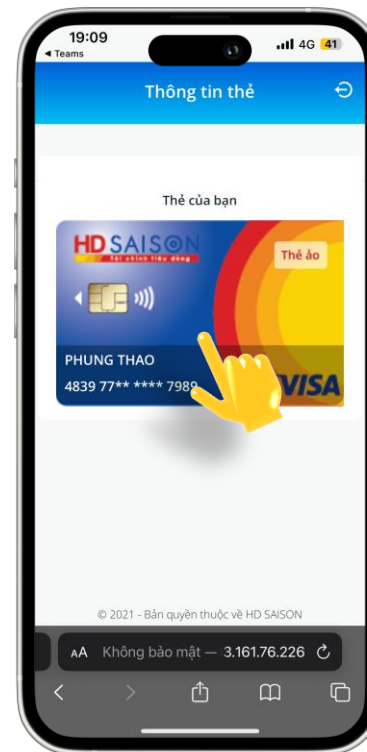 19:09
4G 41
◀ Teams
Thông tin thẻ
Thẻ của bạn
HD SAISON
Tài chính tiêu dùng
Thẻ ảo
PHUNG THAO
4839 77** **** 7989
VISA
© 2021 - Bản quyền thuộc về HD SAISON
AA Không bảo mật — 3.161.76.226